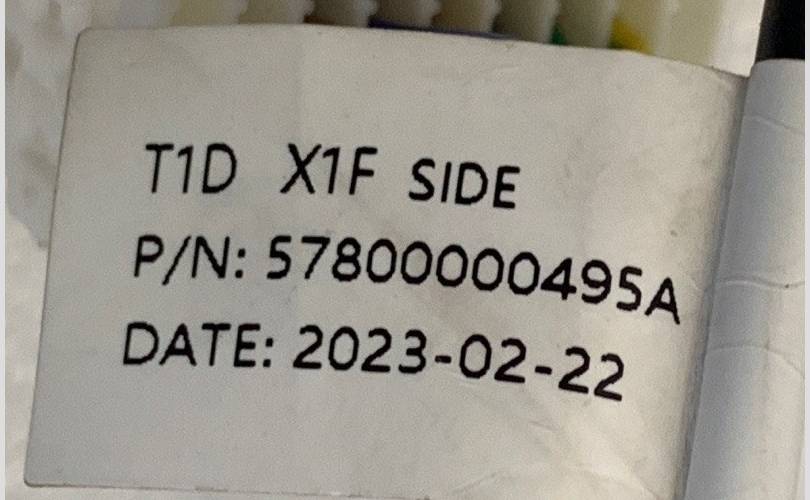 T1D X1F SIDE
P/N: 57800000495A
DATE: 2023-02-22